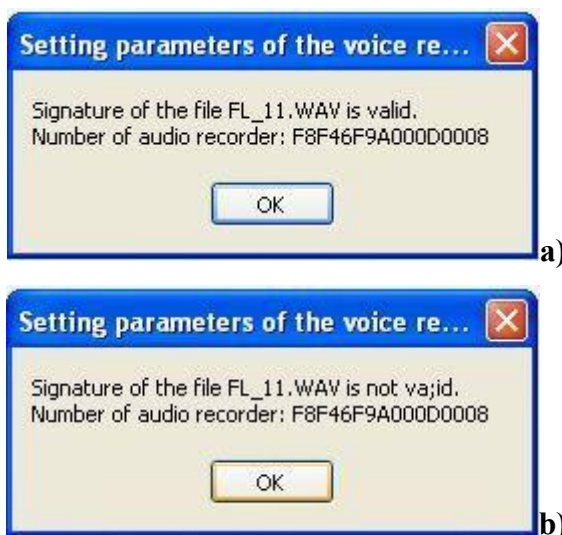 Setting parameters of the voice re...
Signature of the file FL_11.WAV is valid.
Number of audio recorder: F8F46F9A000D0008
OK
a)
Setting parameters of the voice re...
Signature of the file FL_11.WAV is not va;id.
Number of audio recorder: F8F46F9A000D0008
OK
b)